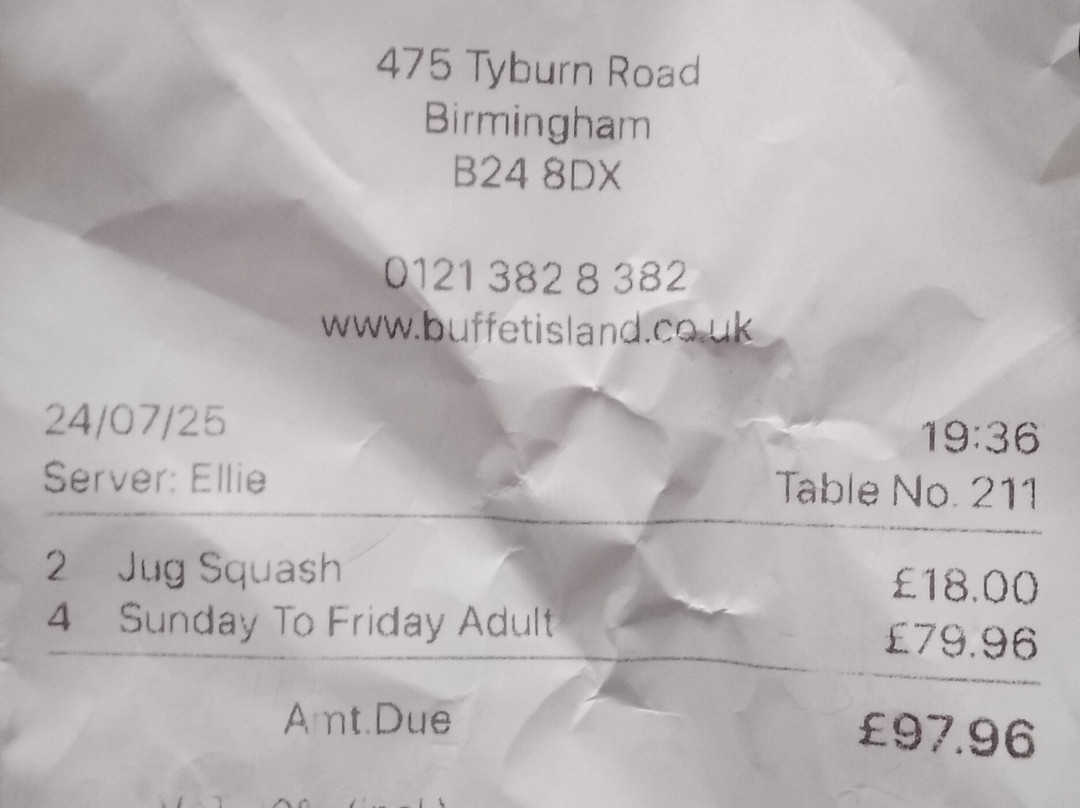 475 Tyburn Road
Birmingham
B24 8DX
0121 382 8 382
www.buffetisland.co.uk
24/07/25 19:36
Server: Ellie Table No. 211
2 Jug Squash £18.00
4 Sunday To Friday Adult £79.96
Amt.Due £97.96